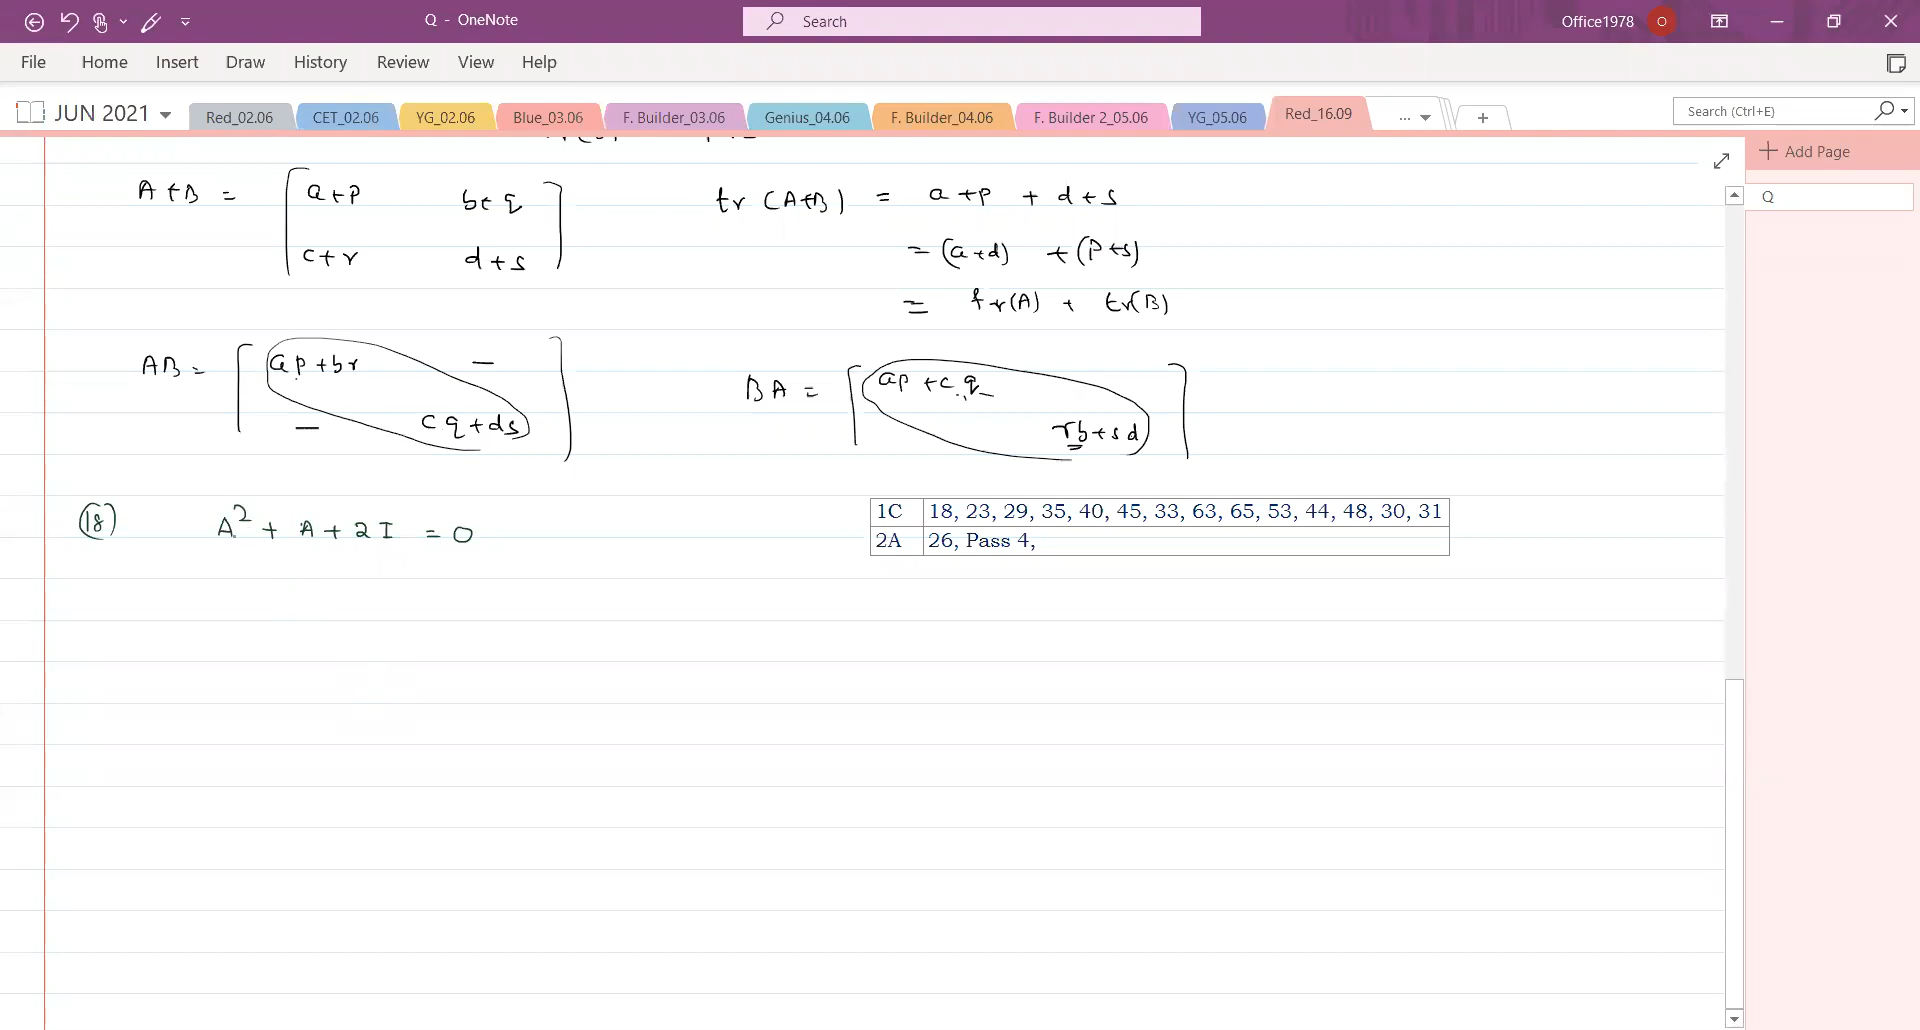 Q - OneNote
Search
Office1978
O
File Home Insert Draw History Review View Help
JUN 2021
Red_02.06 CET_02.06 YG_02.06 Blue_03.06 F. Builder_03.06 Genius_04.06 F. Builder_04.06 F. Builder 2_05.06 YG_05.06 Red_16.09 ... +
Search (Ctrl+E)
Add Page
Q
A+B = [ a+p b+q
c+r d+s ]
tr (A+B) = a+p + d+s
= (a+d) + (p+s)
= tr(A) + tr(B)
AB = [ ap+br —
— cq+ds ]
BA = [ ap+cq
rb+sd ]
(18) A² + A + 2I = 0
1C 18, 23, 29, 35, 40, 45, 33, 63, 65, 53, 44, 48, 30, 31
2A 26, Pass 4,